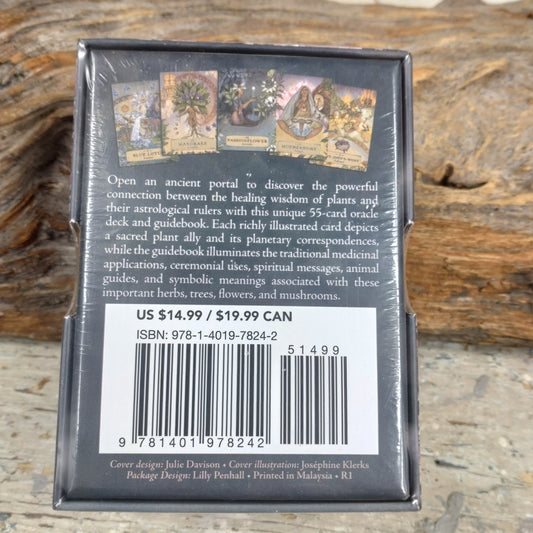 BLUE LOTUS
MANDRAKE
PASSIONFLOWER
MOTHERWORT
Open an ancient portal to discover the powerful
connection between the healing wisdom of plants and
their astrological rulers with this unique 55-card oracle
deck and guidebook. Each richly illustrated card depicts
a sacred plant ally and its planetary correspondences,
while the guidebook illuminates the traditional medicinal
applications, ceremonial uses, spiritual messages, animal
guides, and symbolic meanings associated with these
important herbs, trees, flowers, and mushrooms.
US $14.99 / $19.99 CAN
ISBN: 978-1-4019-7824-2
51499
9 781401 978242
Cover design: Julie Davison • Cover illustration: Joséphine Klerks
Package Design: Lilly Penhall • Printed in Malaysia • R1